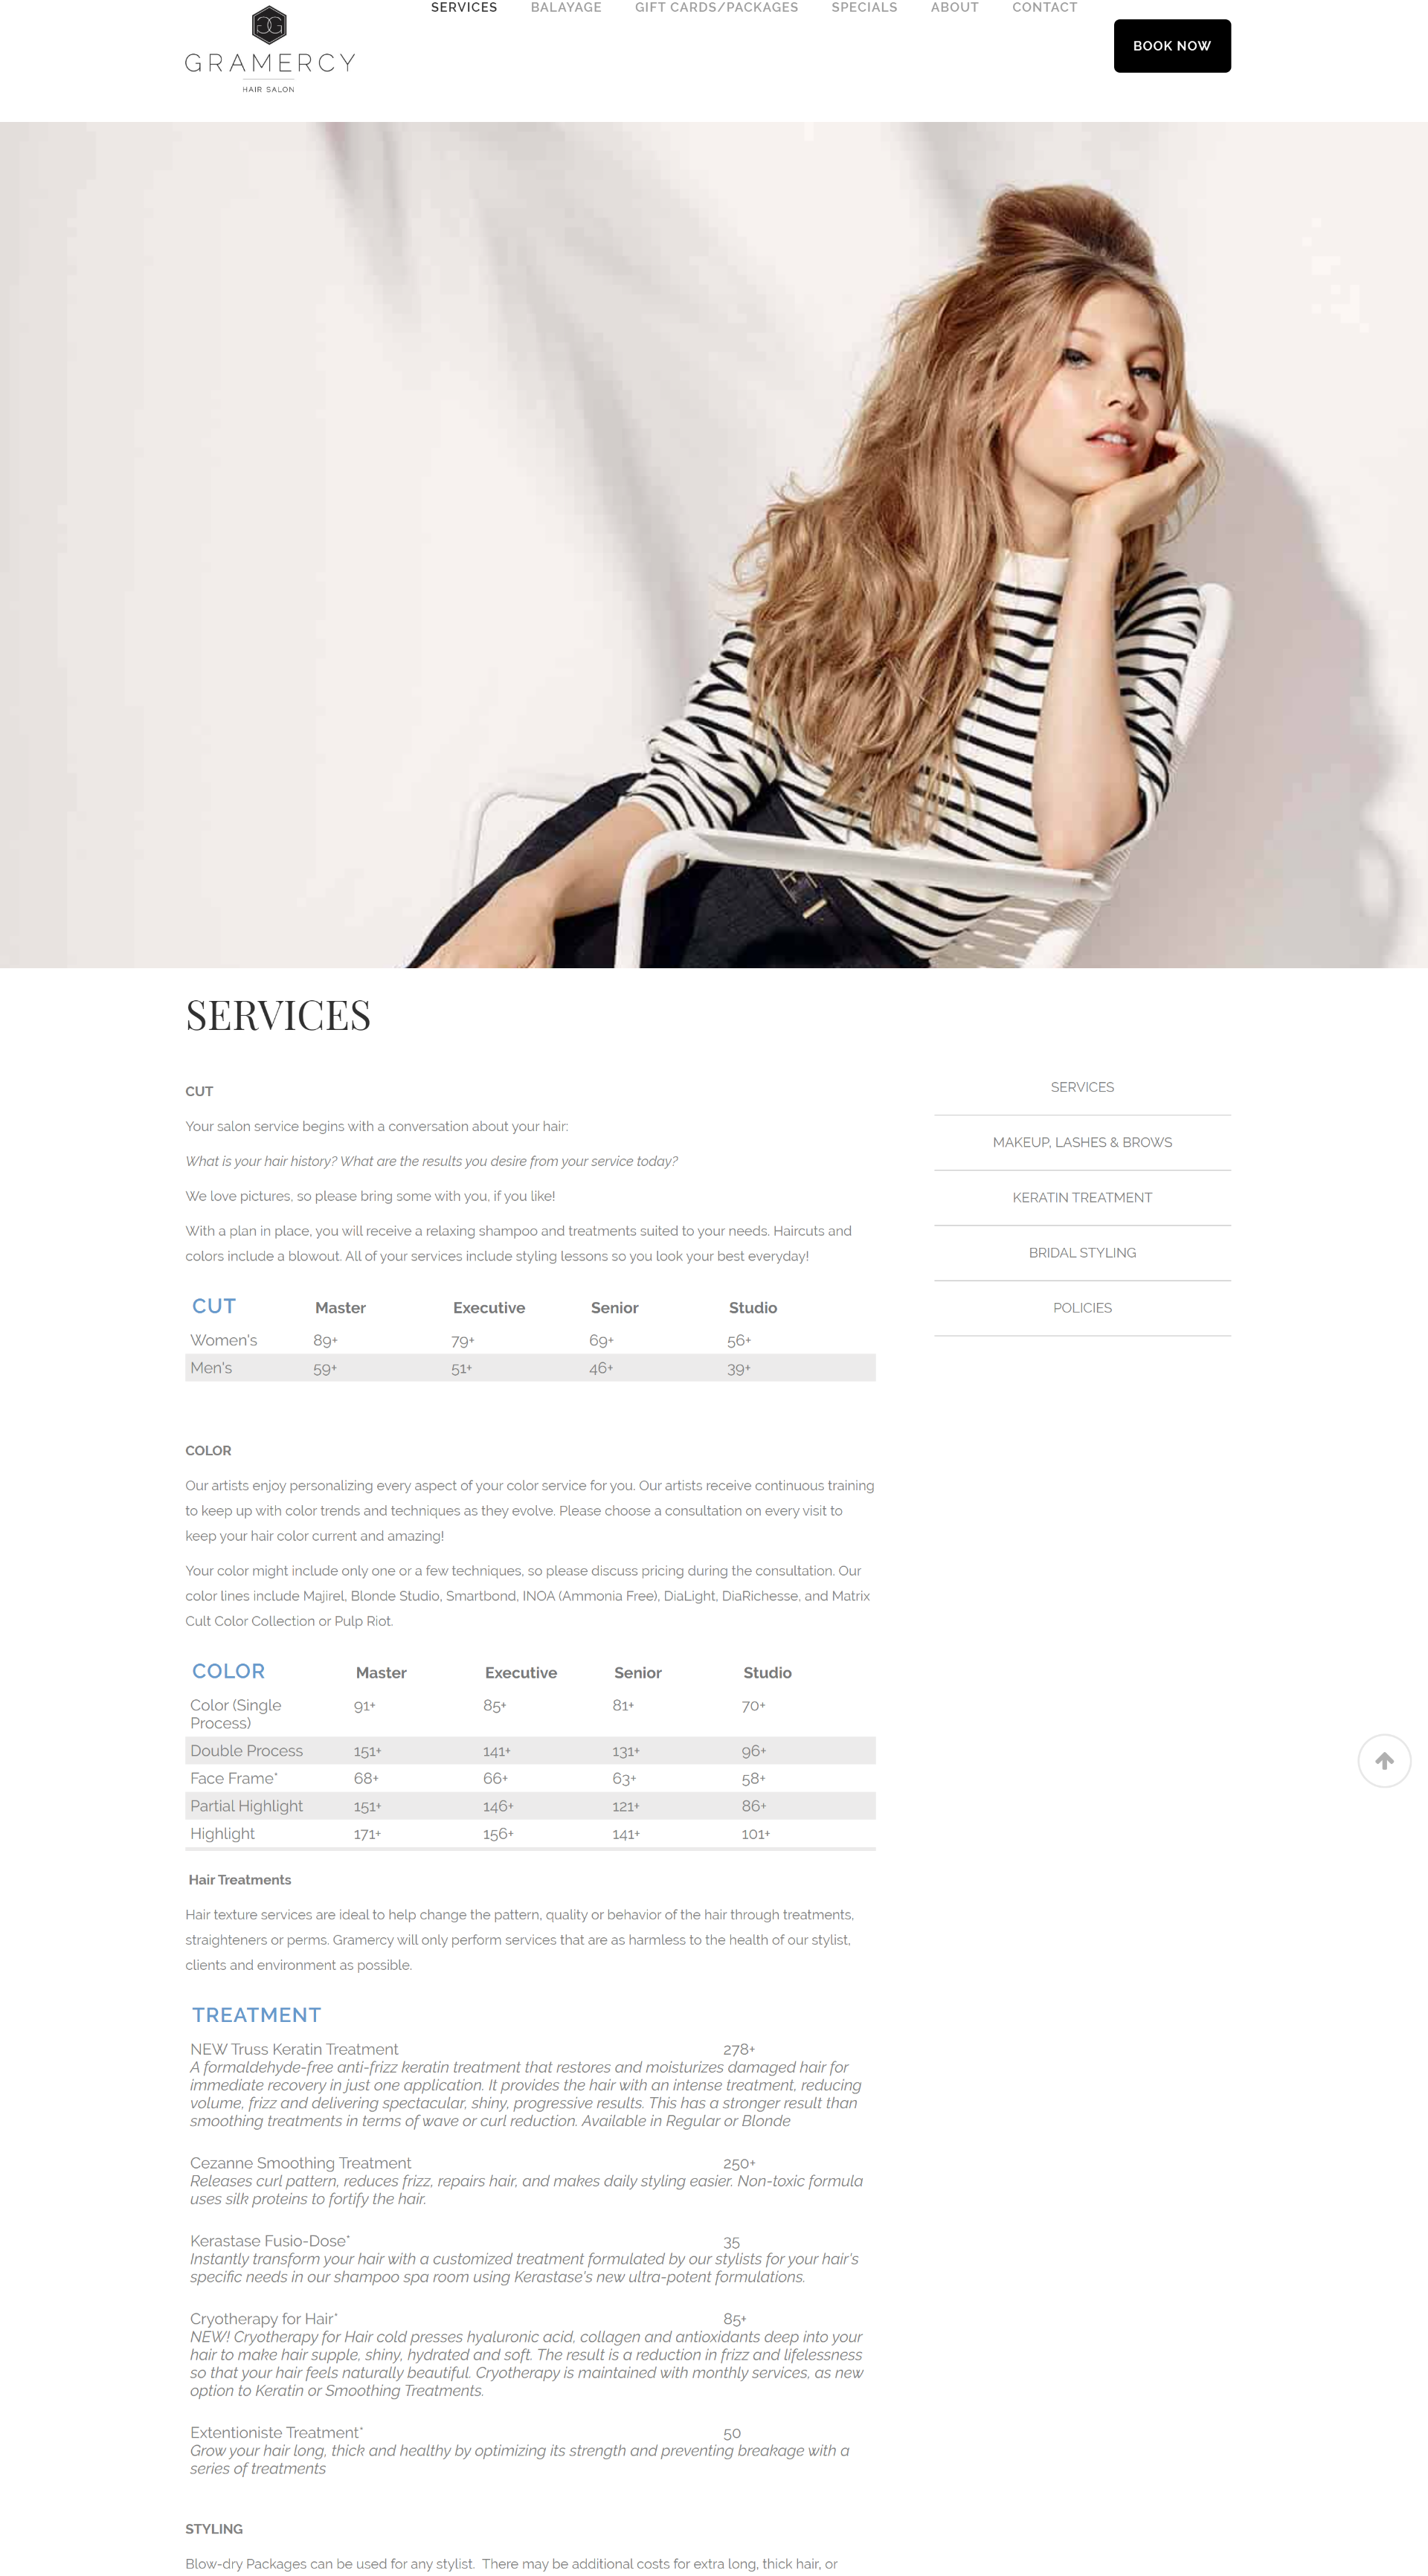 SERVICES BALAYAGE GIFT CARDS/PACKAGES SPECIALS ABOUT CONTACT
BOOK NOW
GRAMERCY
HAIR SALON
SERVICES
CUT
Your salon service begins with a conversation about your hair:
What is your hair history? What are the results you desire from your service today?
We love pictures, so please bring some with you, if you like!
With a plan in place, you will receive a relaxing shampoo and treatments suited to your needs. Haircuts and
colors include a blowout. All of your services include styling lessons so you look your best everyday!
CUT Master Executive Senior Studio
Women's 89+ 79+ 69+ 56+
Men's 59+ 51+ 46+ 39+
COLOR
Our artists enjoy personalizing every aspect of your color service for you. Our artists receive continuous training
to keep up with color trends and techniques as they evolve. Please choose a consultation on every visit to
keep your hair color current and amazing!
Your color might include only one or a few techniques, so please discuss pricing during the consultation. Our
color lines include Majirel, Blonde Studio, Smartbond, INOA (Ammonia Free), DiaLight, DiaRichesse, and Matrix
Cult Color Collection or Pulp Riot.
COLOR Master Executive Senior Studio
Color (Single 91+ 85+ 81+ 70+
Process)
Double Process 151+ 141+ 131+ 96+
Face Frame* 68+ 66+ 63+ 58+
Partial Highlight 151+ 146+ 121+ 86+
Highlight 171+ 156+ 141+ 101+
Hair Treatments
Hair texture services are ideal to help change the pattern, quality or behavior of the hair through treatments,
straighteners or perms. Gramercy will only perform services that are as harmless to the health of our stylist,
clients and environment as possible.
TREATMENT
NEW Truss Keratin Treatment 278+
A formaldehyde-free anti-frizz keratin treatment that restores and moisturizes damaged hair for
immediate recovery in just one application. It provides the hair with an intense treatment, reducing
volume, frizz and delivering spectacular, shiny, progressive results. This has a stronger result than
smoothing treatments in terms of wave or curl reduction. Available in Regular or Blonde
Cezanne Smoothing Treatment 250+
Releases curl pattern, reduces frizz, repairs hair, and makes daily styling easier. Non-toxic formula
uses silk proteins to fortify the hair.
Kerastase Fusio-Dose* 35
Instantly transform your hair with a customized treatment formulated by our stylists for your hair's
specific needs in our shampoo spa room using Kerastase's new ultra-potent formulations.
Cryotherapy for Hair* 85+
NEW! Cryotherapy for Hair cold presses hyaluronic acid, collagen and antioxidants deep into your
hair to make hair supple, shiny, hydrated and soft. The result is a reduction in frizz and lifelessness
so that your hair feels naturally beautiful. Cryotherapy is maintained with monthly services, as new
option to Keratin or Smoothing Treatments.
Extentioniste Treatment* 50
Grow your hair long, thick and healthy by optimizing its strength and preventing breakage with a
series of treatments
STYLING
Blow-dry Packages can be used for any stylist. There may be additional costs for extra long, thick hair, or
SERVICES
MAKEUP, LASHES & BROWS
KERATIN TREATMENT
BRIDAL STYLING
POLICIES